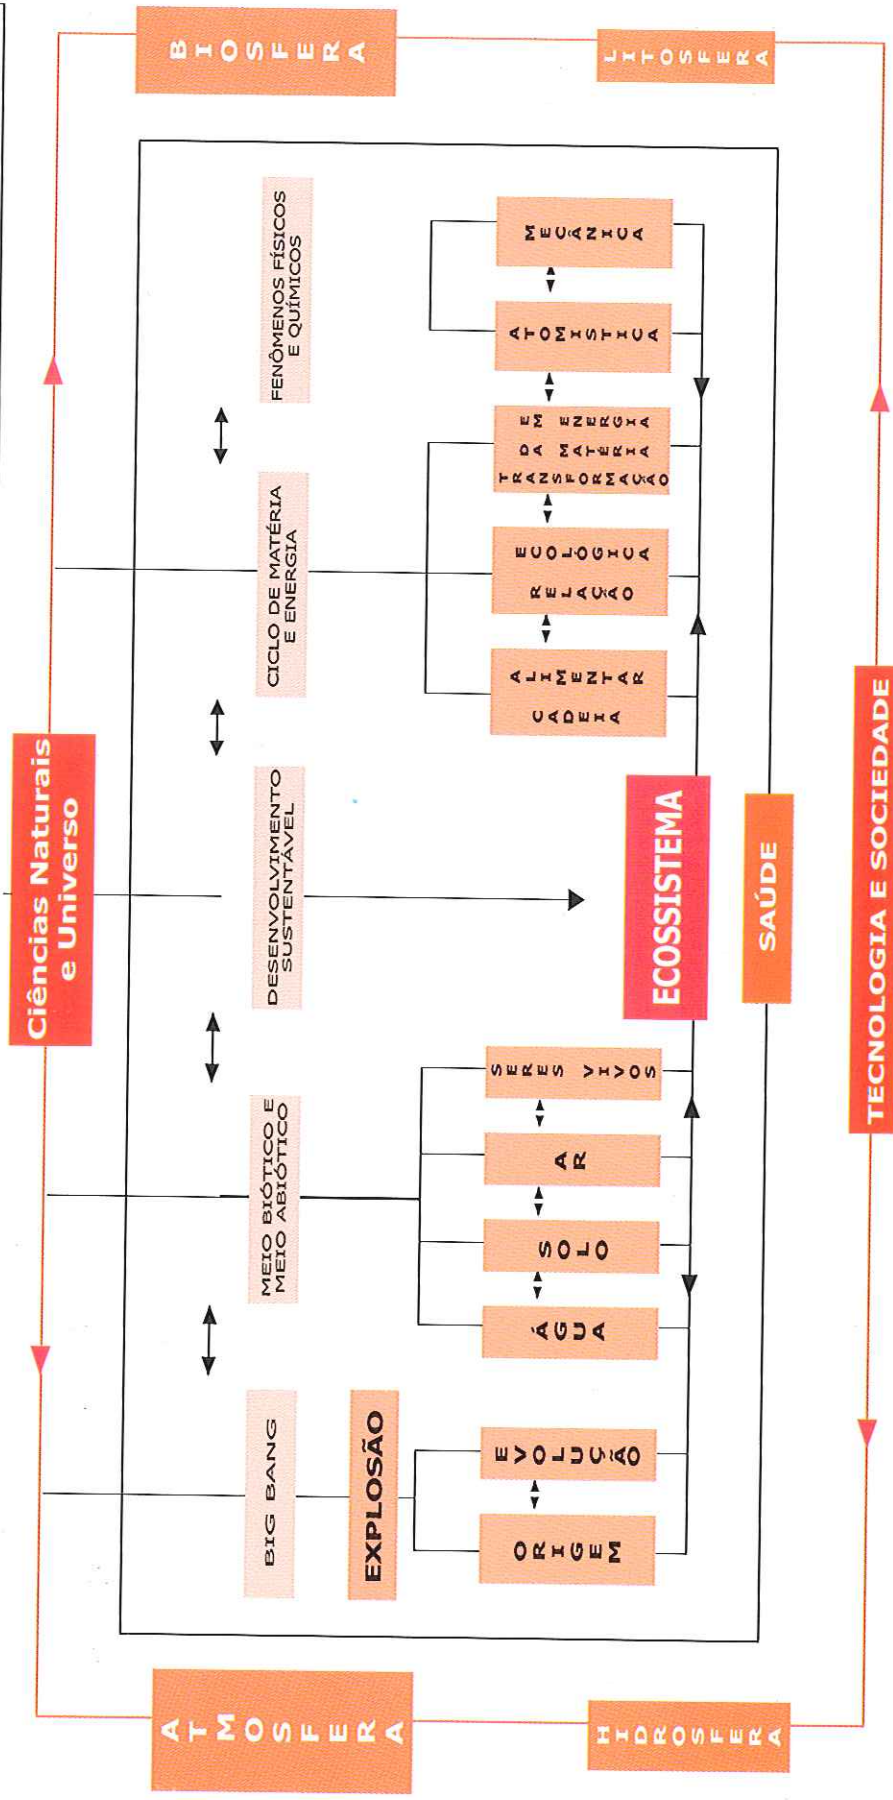 Ciências Naturais
e Universo
ATMOSFERA
BIOSFERA
BIG BANG
MEIO BIÓTICO E
MEIO ABIÓTICO
DESENVOLVIMENTO
SUSTENTÁVEL
CICLO DE MATÉRIA
E ENERGIA
FENÔMENOS FÍSICOS
E QUÍMICOS
EXPLOSÃO
ORIGEM
EVOLUÇÃO
ÁGUA
SOLO
AR
SERES VIVOS
CADEIA
ALIMENTAR
RELAÇÃO
ECOLÓGICA
TRANSFORMAÇÃO
DA MATÉRIA
EM ENERGIA
ATOMISTICA
MECÂNICA
ECOSSISTEMA
HIDROSFERA
LITOSFERA
SAÚDE
TECNOLOGIA E SOCIEDADE